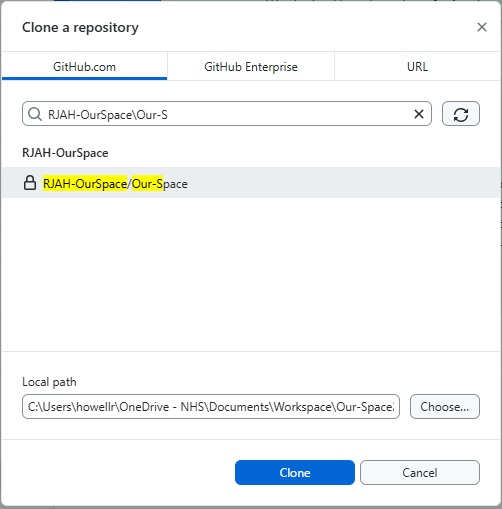 Clone a repository
GitHub.com GitHub Enterprise URL
RJAH-OurSpace\Our-S
RJAH-OurSpace
RJAH-OurSpace/Our-Space
Local path
C:\Users\howellr\OneDrive - NHS\Documents\Workspace\Our-Space Choose...
Clone Cancel